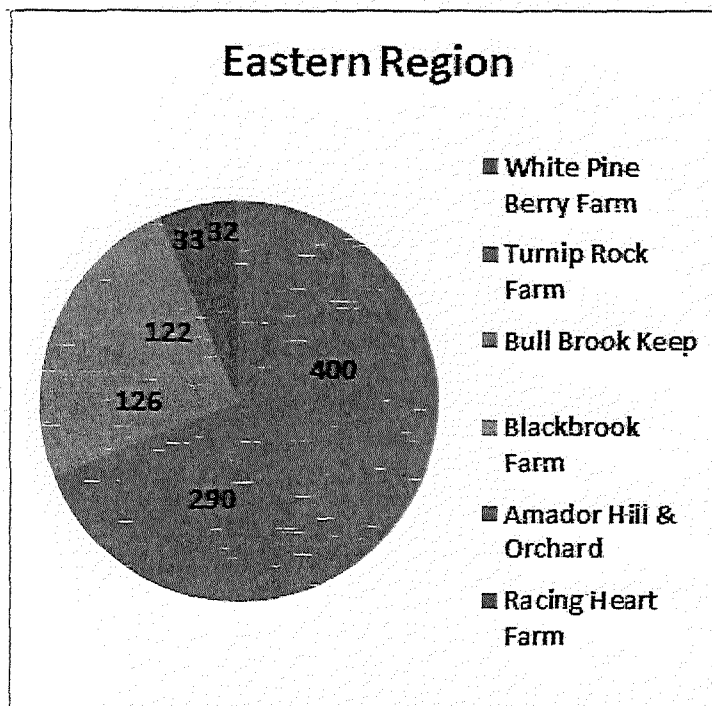 Eastern Region
33 32
122
400
126
290
White Pine
Berry Farm
Turnip Rock
Farm
Bull Brook Keep
Blackbrook
Farm
Amador Hill &
Orchard
Racing Heart
Farm